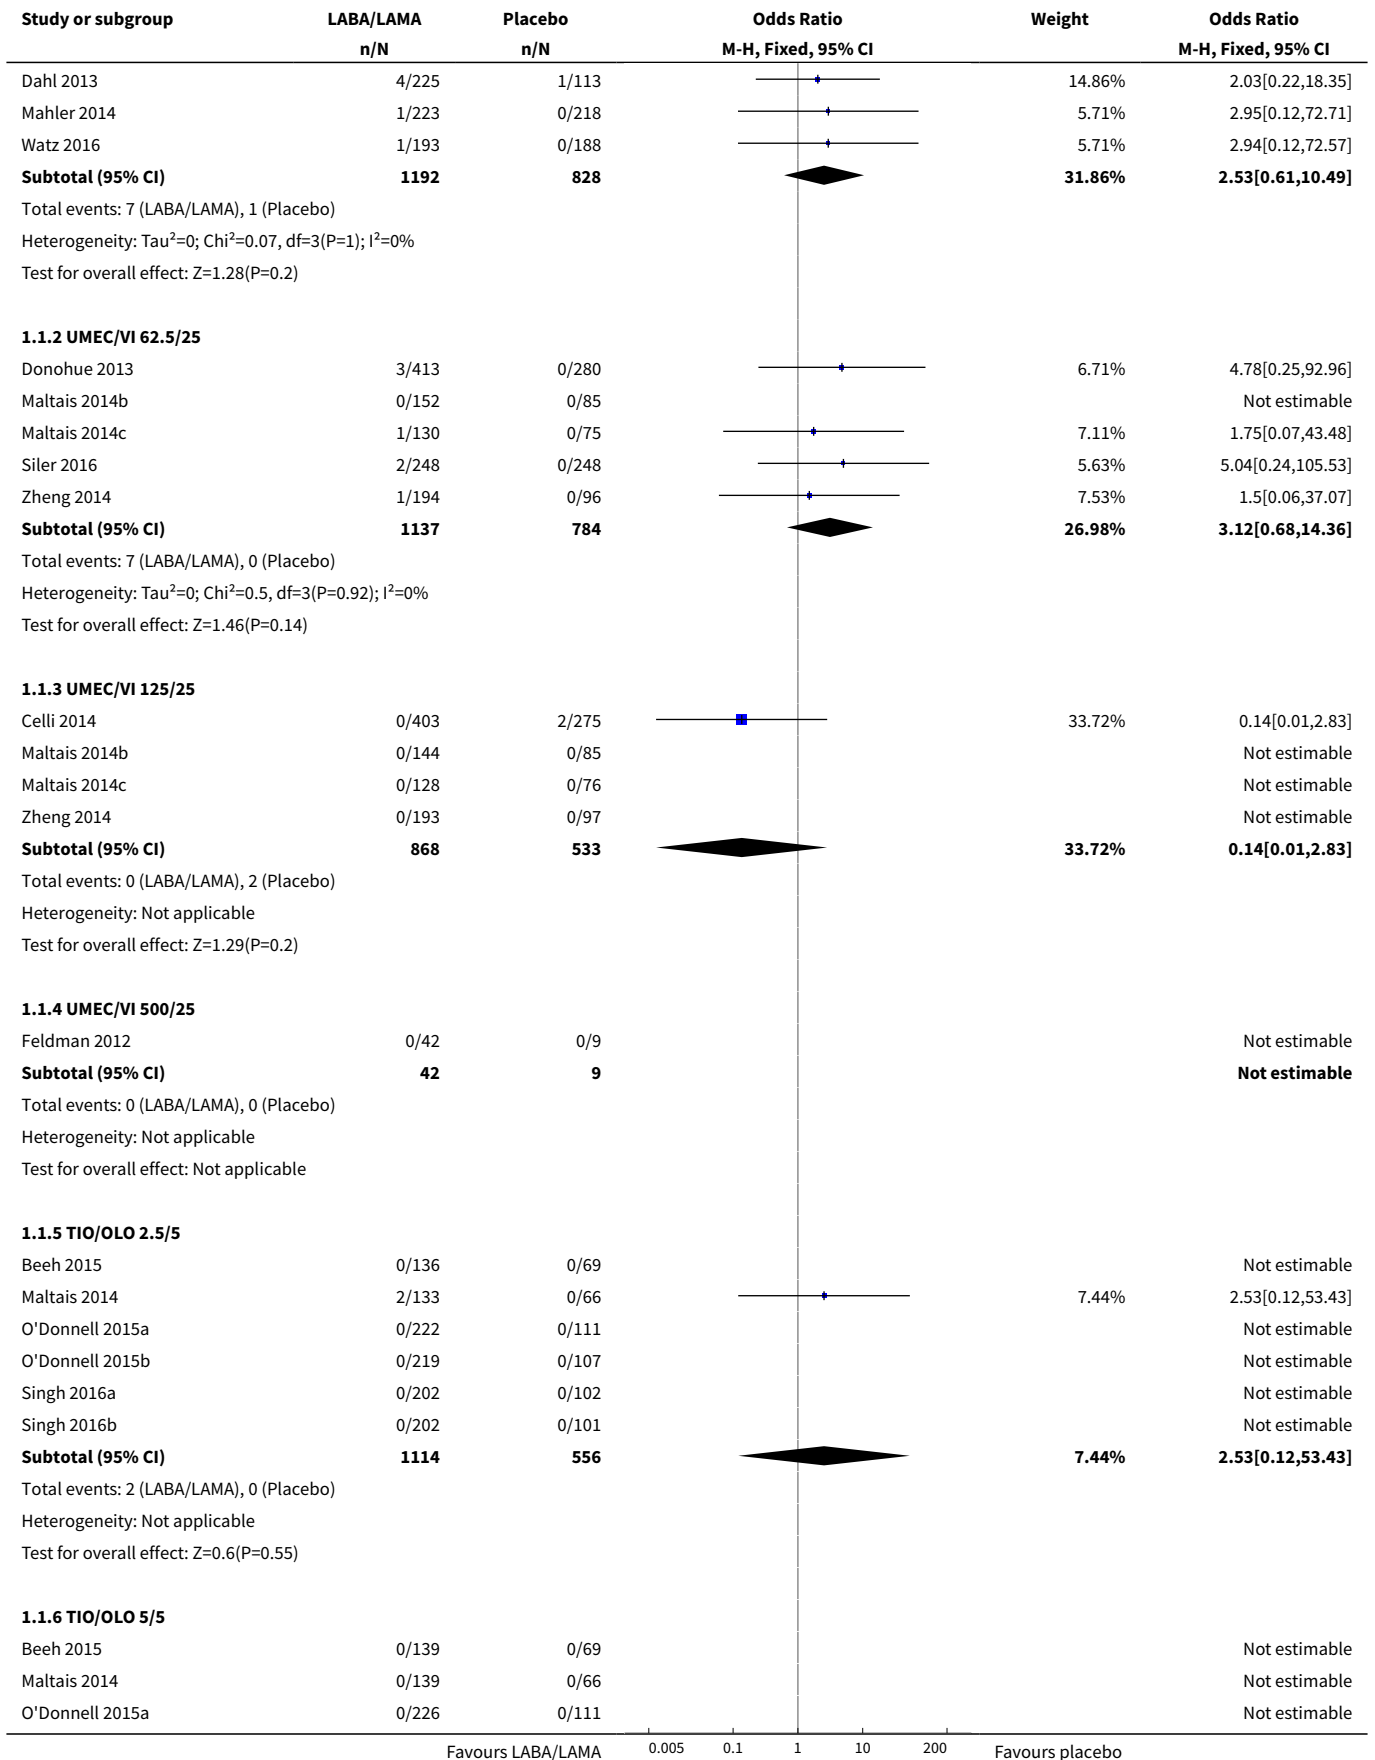 Study or subgroup LABA/LAMA Placebo Odds Ratio Weight Odds Ratio
n/N n/N M-H, Fixed, 95% CI M-H, Fixed, 95% CI
Dahl 2013 4/225 1/113 14.86% 2.03[0.22,18.35]
Mahler 2014 1/223 0/218 5.71% 2.95[0.12,72.71]
Watz 2016 1/193 0/188 5.71% 2.94[0.12,72.57]
Subtotal (95% CI) 1192 828 31.86% 2.53[0.61,10.49]
Total events: 7 (LABA/LAMA), 1 (Placebo)
Heterogeneity: Tau²=0; Chi²=0.07, df=3(P=1); I²=0%
Test for overall effect: Z=1.28(P=0.2)
1.1.2 UMEC/VI 62.5/25
Donohue 2013 3/413 0/280 6.71% 4.78[0.25,92.96]
Maltais 2014b 0/152 0/85 Not estimable
Maltais 2014c 1/130 0/75 7.11% 1.75[0.07,43.48]
Siler 2016 2/248 0/248 5.63% 5.04[0.24,105.53]
Zheng 2014 1/194 0/96 7.53% 1.5[0.06,37.07]
Subtotal (95% CI) 1137 784 26.98% 3.12[0.68,14.36]
Total events: 7 (LABA/LAMA), 0 (Placebo)
Heterogeneity: Tau²=0; Chi²=0.5, df=3(P=0.92); I²=0%
Test for overall effect: Z=1.46(P=0.14)
1.1.3 UMEC/VI 125/25
Celli 2014 0/403 2/275 33.72% 0.14[0.01,2.83]
Maltais 2014b 0/144 0/85 Not estimable
Maltais 2014c 0/128 0/76 Not estimable
Zheng 2014 0/193 0/97 Not estimable
Subtotal (95% CI) 868 533 33.72% 0.14[0.01,2.83]
Total events: 0 (LABA/LAMA), 2 (Placebo)
Heterogeneity: Not applicable
Test for overall effect: Z=1.29(P=0.2)
1.1.4 UMEC/VI 500/25
Feldman 2012 0/42 0/9 Not estimable
Subtotal (95% CI) 42 9 Not estimable
Total events: 0 (LABA/LAMA), 0 (Placebo)
Heterogeneity: Not applicable
Test for overall effect: Not applicable
1.1.5 TIO/OLO 2.5/5
Beeh 2015 0/136 0/69 Not estimable
Maltais 2014 2/133 0/66 7.44% 2.53[0.12,53.43]
O'Donnell 2015a 0/222 0/111 Not estimable
O'Donnell 2015b 0/219 0/107 Not estimable
Singh 2016a 0/202 0/102 Not estimable
Singh 2016b 0/202 0/101 Not estimable
Subtotal (95% CI) 1114 556 7.44% 2.53[0.12,53.43]
Total events: 2 (LABA/LAMA), 0 (Placebo)
Heterogeneity: Not applicable
Test for overall effect: Z=0.6(P=0.55)
1.1.6 TIO/OLO 5/5
Beeh 2015 0/139 0/69 Not estimable
Maltais 2014 0/139 0/66 Not estimable
O'Donnell 2015a 0/226 0/111 Not estimable
Favours LABA/LAMA 0.005 0.1 1 10 200 Favours placebo